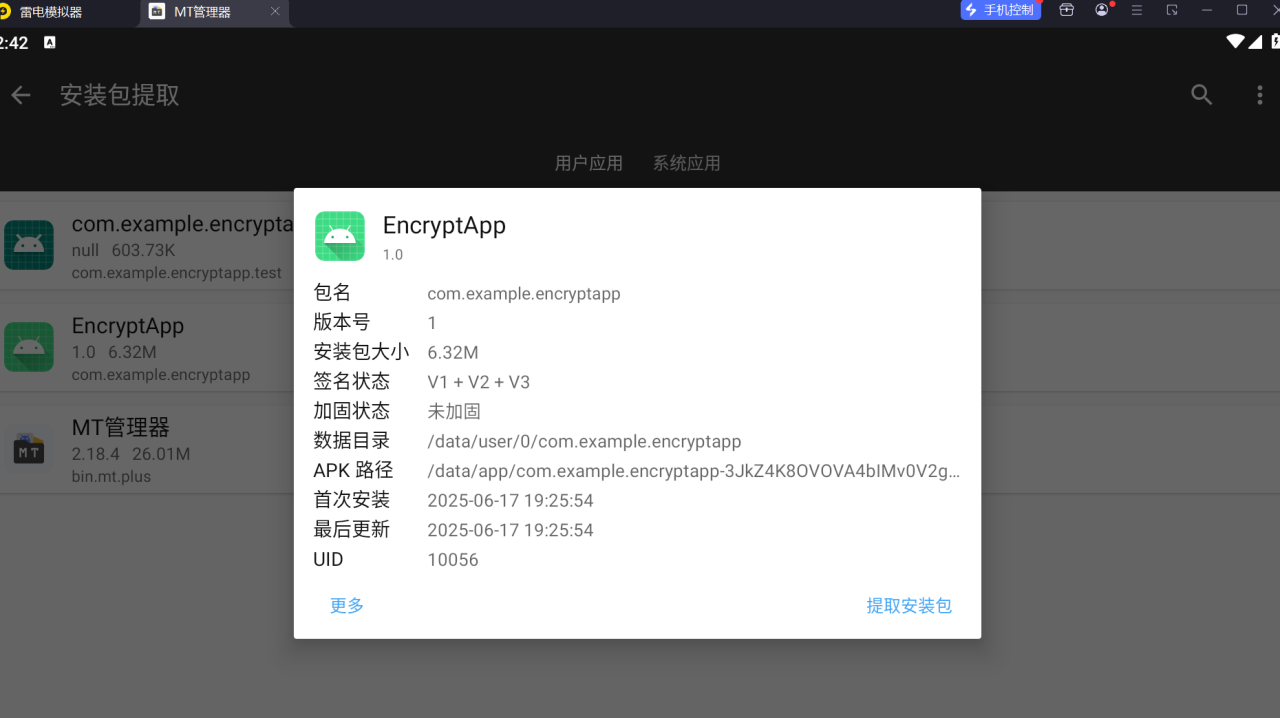 雷电模拟器
MT管理器
手机控制
2:42
安装包提取
用户应用
系统应用
com.example.encrypta
null 603.73K
com.example.encryptapp.test
EncryptApp
1.0 6.32M
com.example.encryptapp
MT管理器
2.18.4 26.01M
bin.mt.plus
EncryptApp
1.0
包名 com.example.encryptapp
版本号 1
安装包大小 6.32M
签名状态 V1 + V2 + V3
加固状态 未加固
数据目录 /data/user/0/com.example.encryptapp
APK 路径 /data/app/com.example.encryptapp-3JkZ4K8OVOVA4bIMv0V2g…
首次安装 2025-06-17 19:25:54
最后更新 2025-06-17 19:25:54
UID 10056
更多
提取安装包